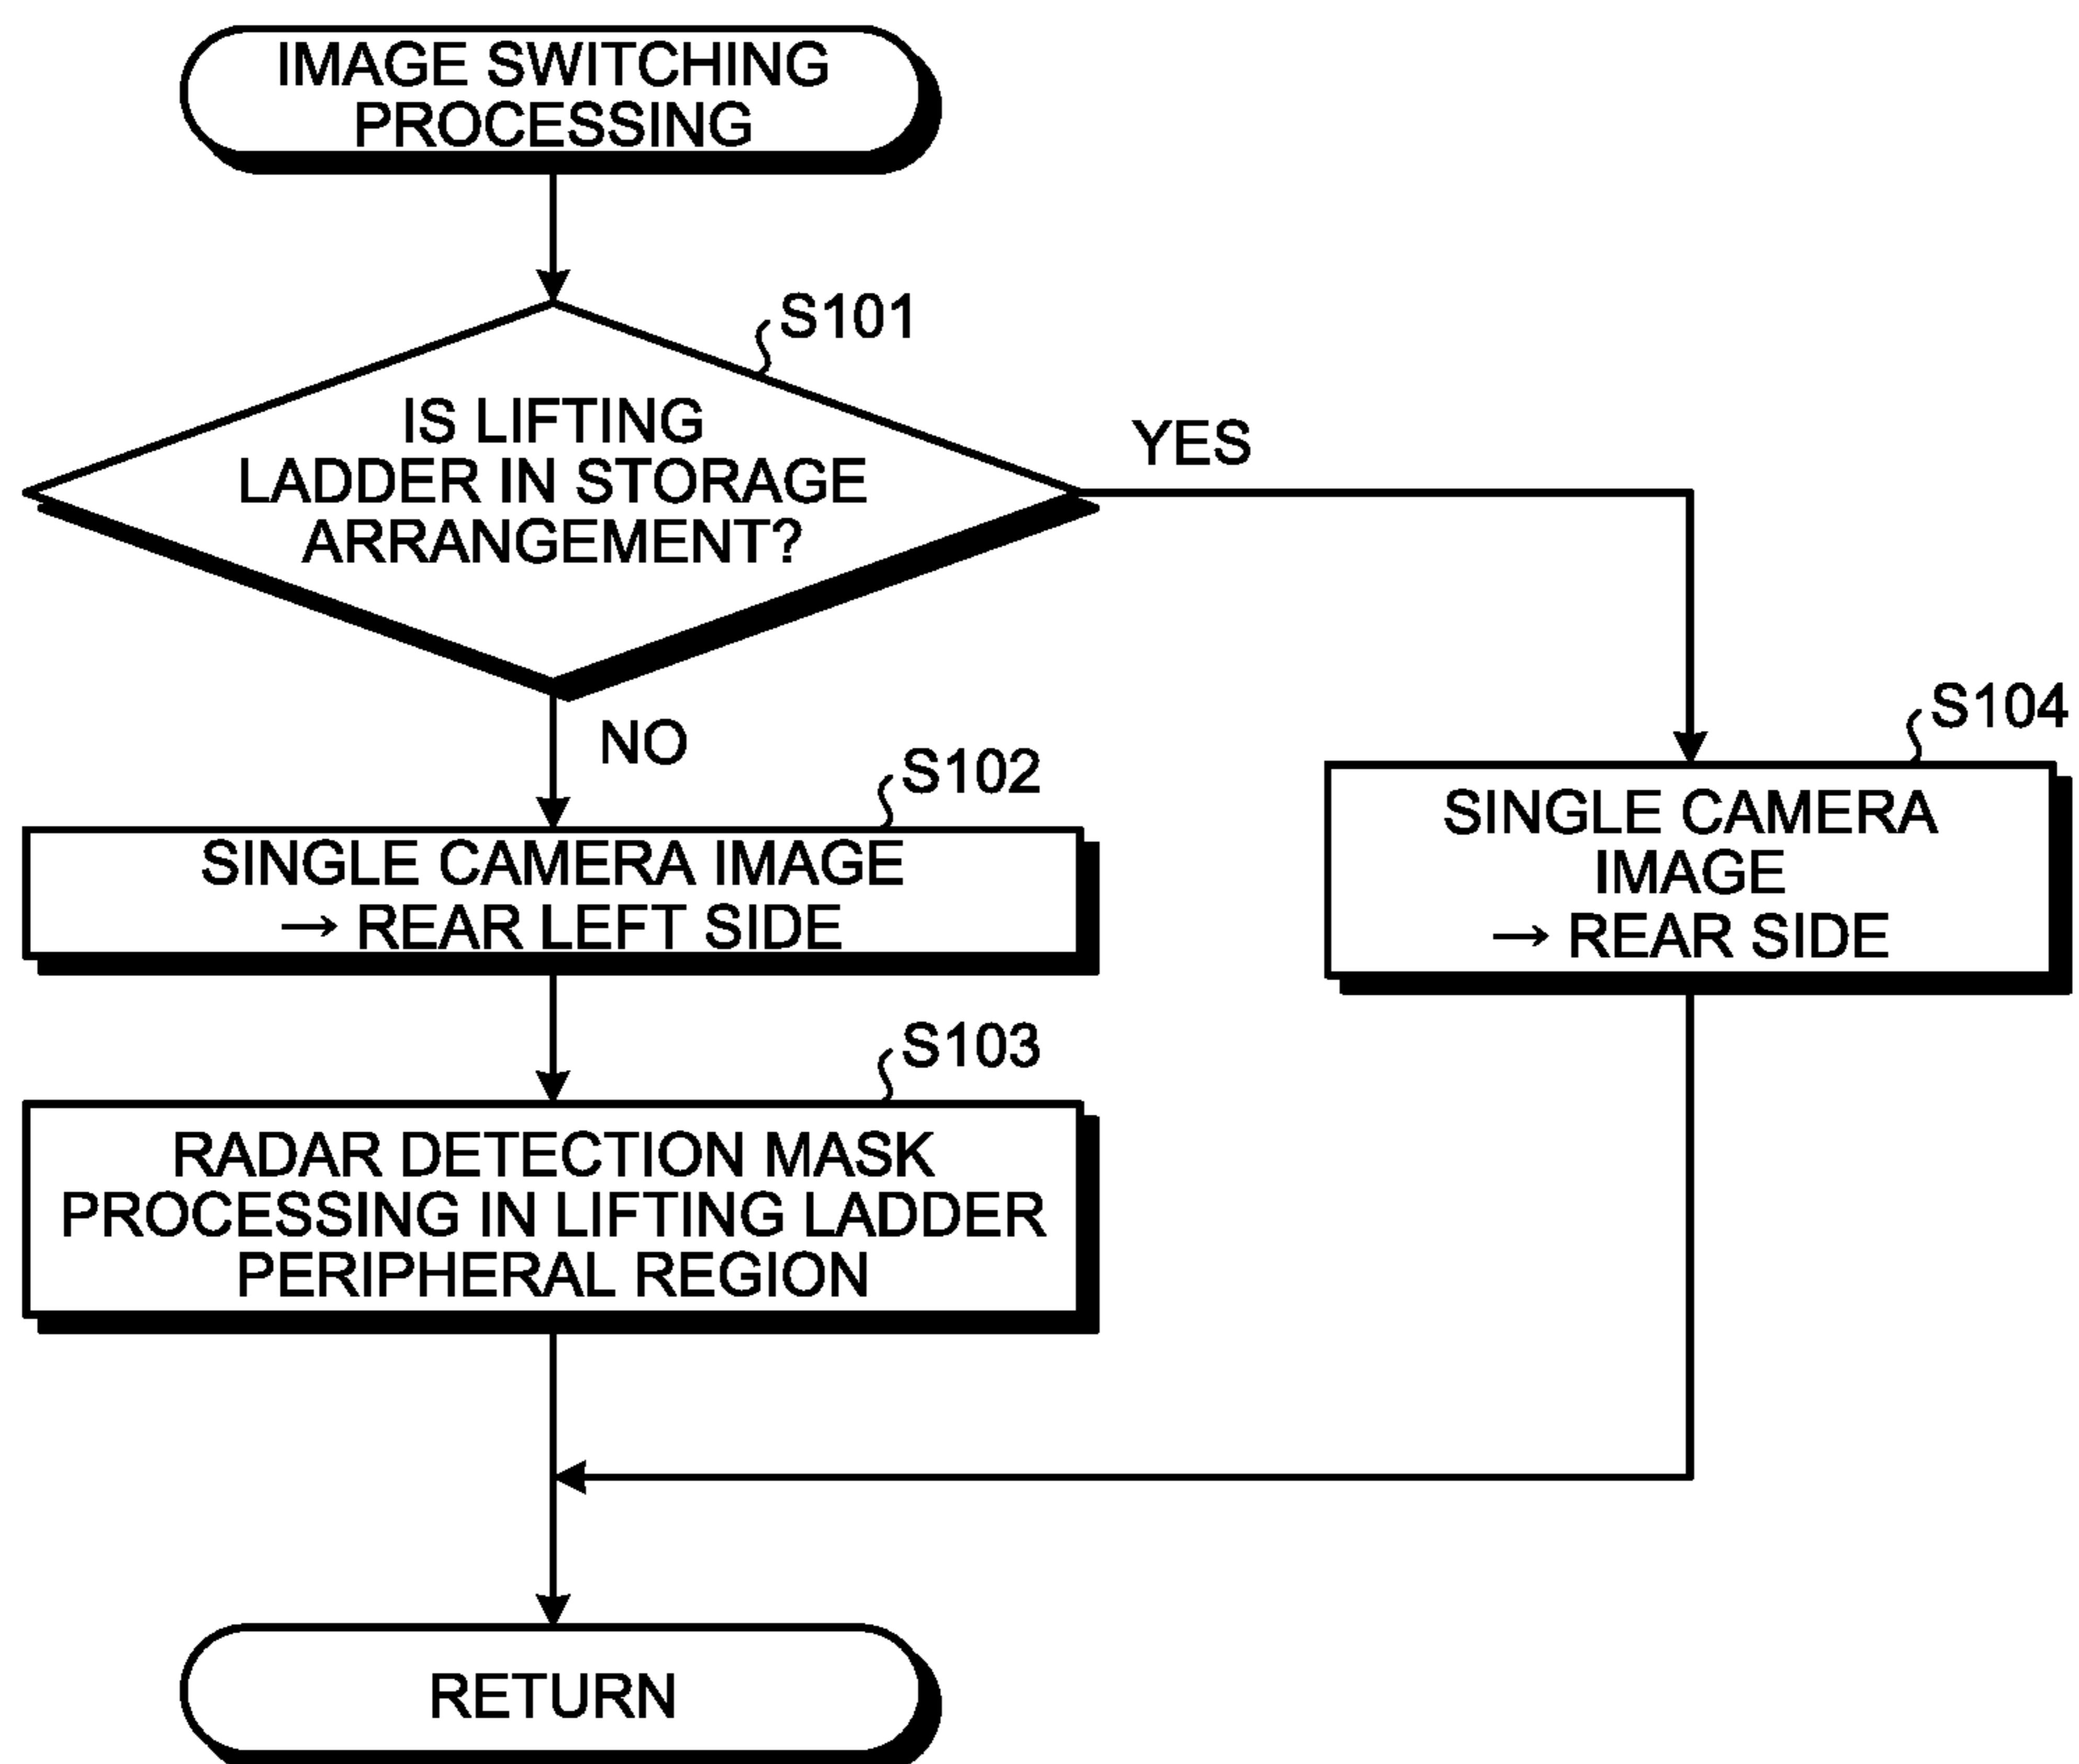 IMAGE SWITCHING
PROCESSING
S101
IS LIFTING
LADDER IN STORAGE
ARRANGEMENT?
YES
NO
S102
SINGLE CAMERA IMAGE
→ REAR LEFT SIDE
S104
SINGLE CAMERA
IMAGE
→ REAR SIDE
S103
RADAR DETECTION MASK
PROCESSING IN LIFTING LADDER
PERIPHERAL REGION
RETURN